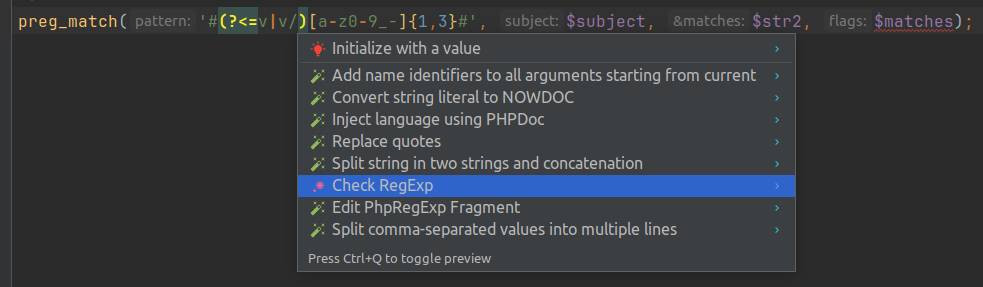 preg_match( pattern: '#(?<=v|v/)[a-z0-9_-]{1,3}#', subject: $subject, &matches: $str2, flags: $matches);
Initialize with a value
Add name identifiers to all arguments starting from current
Convert string literal to NOWDOC
Inject language using PHPDoc
Replace quotes
Split string in two strings and concatenation
Check RegExp
Edit PhpRegExp Fragment
Split comma-separated values into multiple lines
Press Ctrl+Q to toggle preview